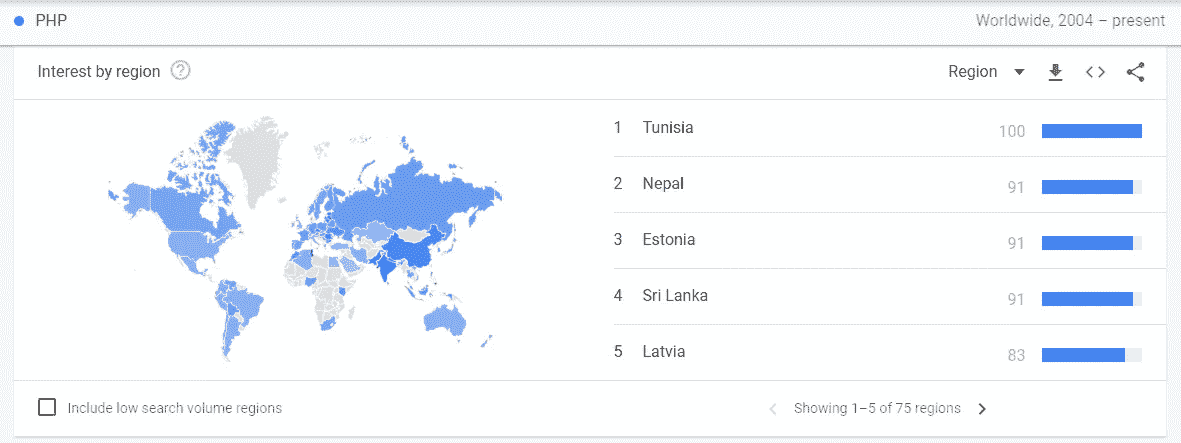 PHP Worldwide, 2004 – present
Interest by region ? Region
1 Tunisia 100
2 Nepal 91
3 Estonia 91
4 Sri Lanka 91
5 Latvia 83
Include low search volume regions Showing 1–5 of 75 regions